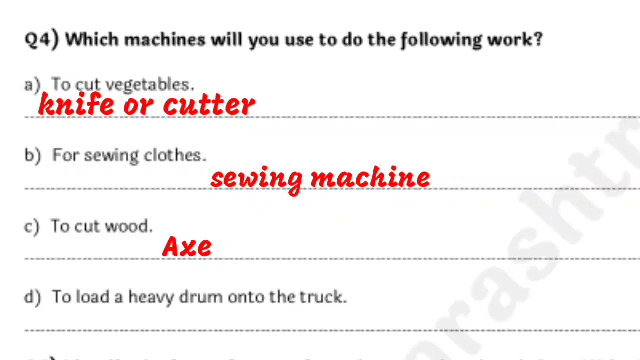 Q4) Which machines will you use to do the following work?
a) To cut vegetables.
knife or cutter
b) For sewing clothes.
sewing machine
c) To cut wood.
Axe
d) To load a heavy drum onto the truck.